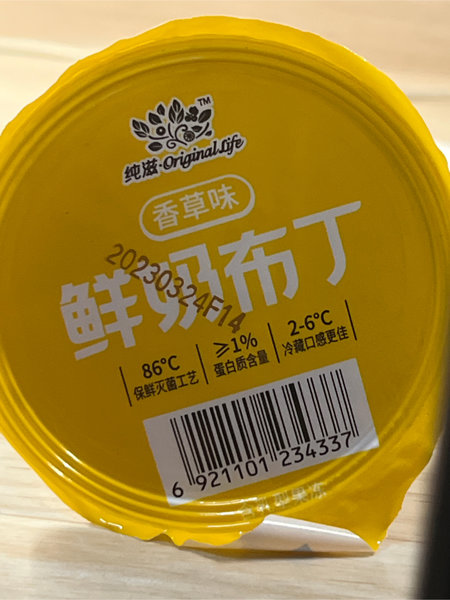 TM
纯滋·Original Life
香草味
鲜奶布丁
20230324F14
86°C
保鲜灭菌工艺
≥1%
蛋白质含量
2-6°C
冷藏口感更佳
6 921101 234337